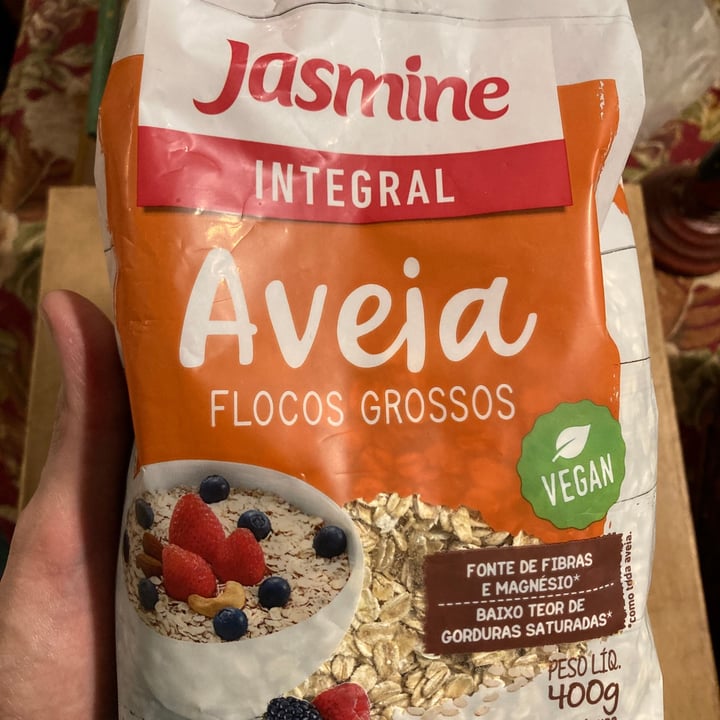 Jasmine
INTEGRAL
Aveia
FLOCOS GROSSOS
VEGAN
FONTE DE FIBRAS
E MAGNÉSIO*
BAIXO TEOR DE
GORDURAS SATURADAS*
*como toda aveia.
PESO LÍQ.
400g